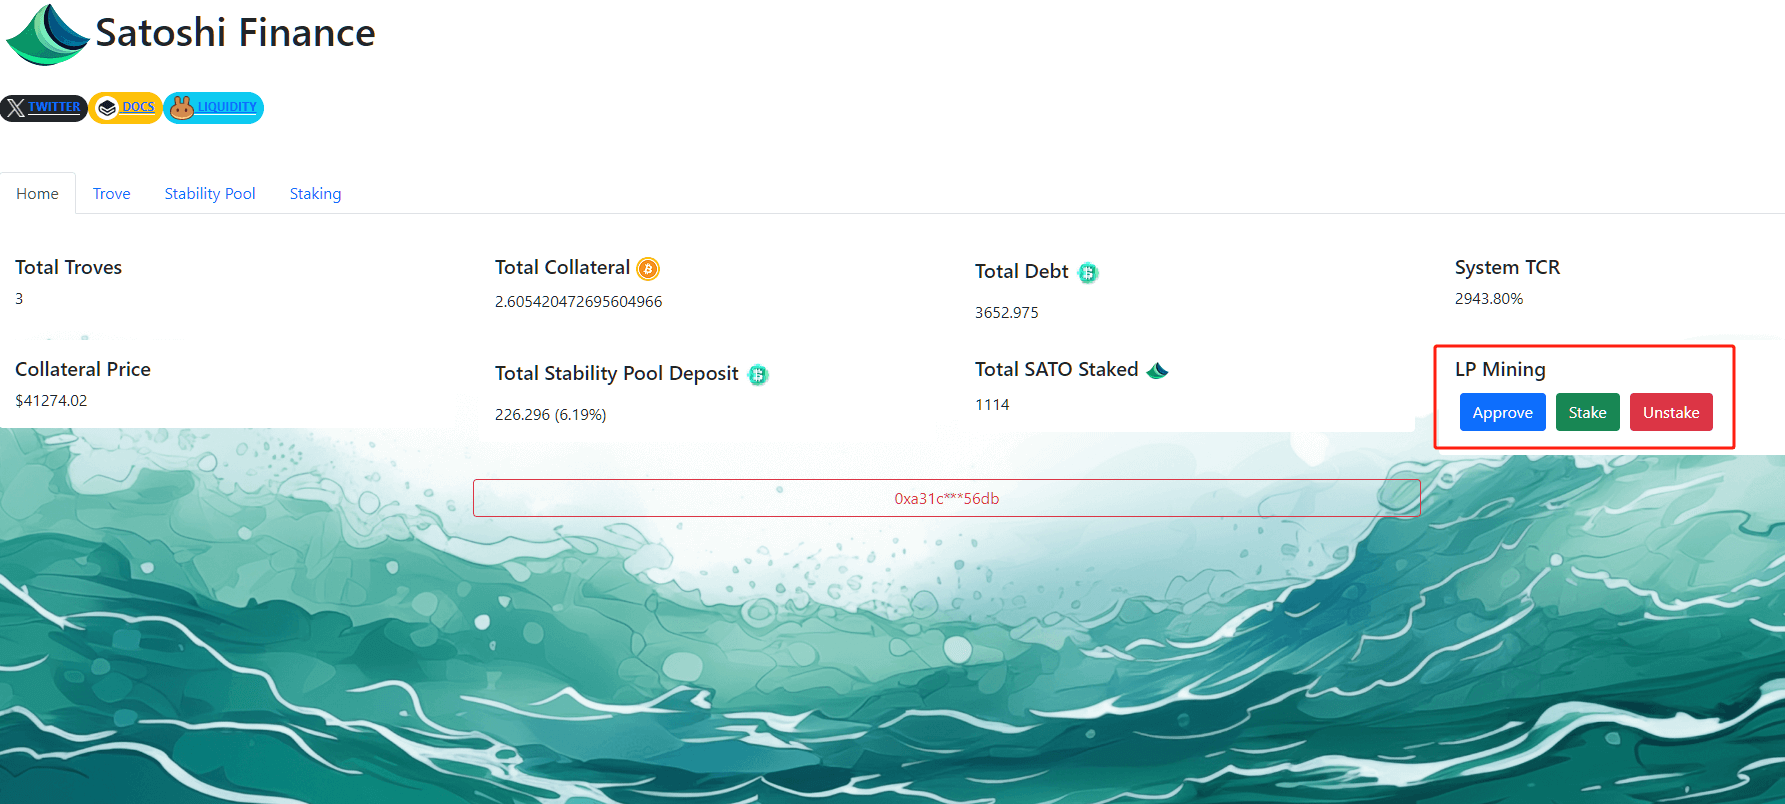 Satoshi Finance
TWITTER DOCS LIQUIDITY
Home Trove Stability Pool Staking
Total Troves
3
Total Collateral
2.605420472695604966
Total Debt
3652.975
System TCR
2943.80%
Collateral Price
$41274.02
Total Stability Pool Deposit
226.296 (6.19%)
Total SATO Staked
1114
LP Mining
Approve Stake Unstake
0xa31c***56db